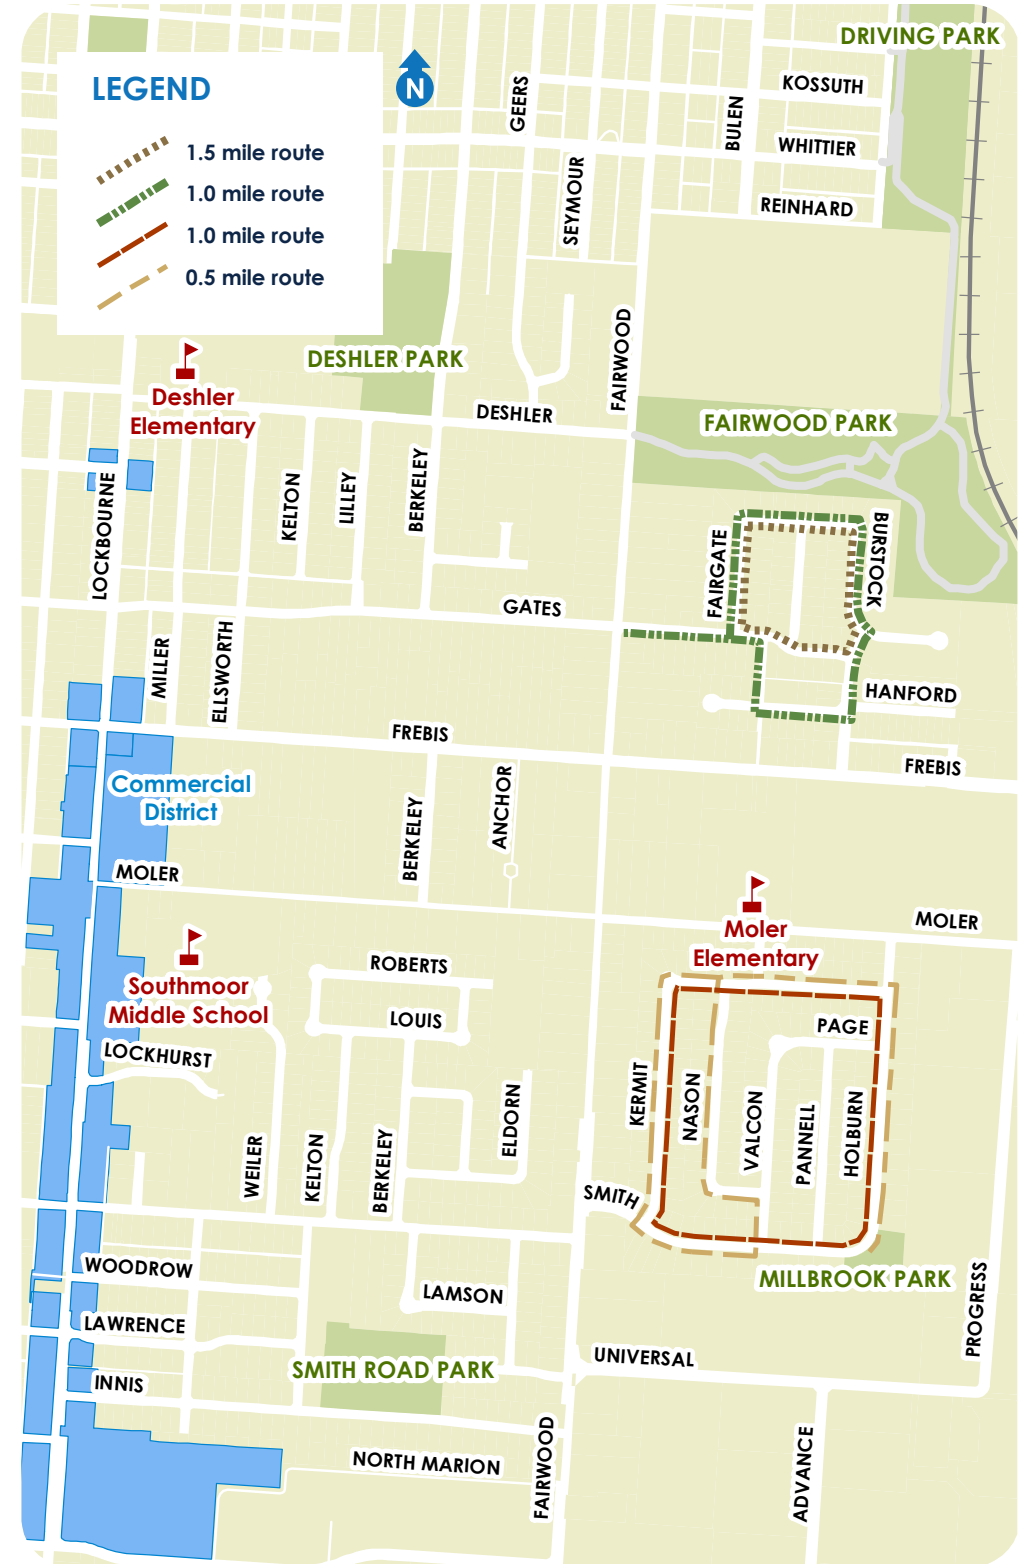 DRIVING PARK
LEGEND
N
1.5 mile route
1.0 mile route
1.0 mile route
0.5 mile route
GEERS
SEYMOUR
BULEN
KOSSUTH
WHITTIER
REINHARD
FAIRWOOD
DESHLER PARK
Deshler
Elementary
DESHLER
FAIRWOOD PARK
LOCKBOURNE
KELTON
LILLEY
BERKELEY
FAIRGATE
BURSTOCK
GATES
MILLER
ELLSWORTH
HANFORD
FREBIS
FREBIS
Commercial
District
BERKELEY
ANCHOR
MOLER
MOLER
Moler
Elementary
Southmoor
Middle School
ROBERTS
LOUIS
PAGE
LOCKHURST
KERMIT
NASON
VALCON
PANNELL
HOLBURN
WEILER
KELTON
BERKELEY
ELDORN
SMITH
WOODROW
LAMSON
MILLBROOK PARK
PROGRESS
LAWRENCE
UNIVERSAL
SMITH ROAD PARK
INNIS
NORTH MARION
FAIRWOOD
ADVANCE